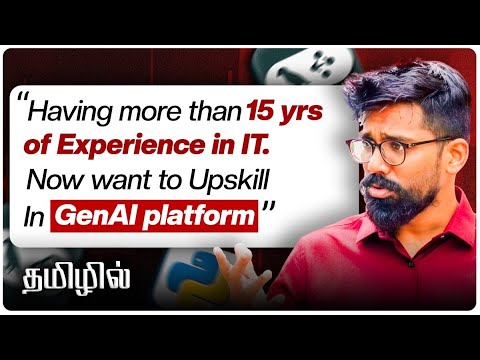 “Having more than 15 yrs
of Experience in IT.
Now want to Upskill
In GenAI platform”
தமிழில்